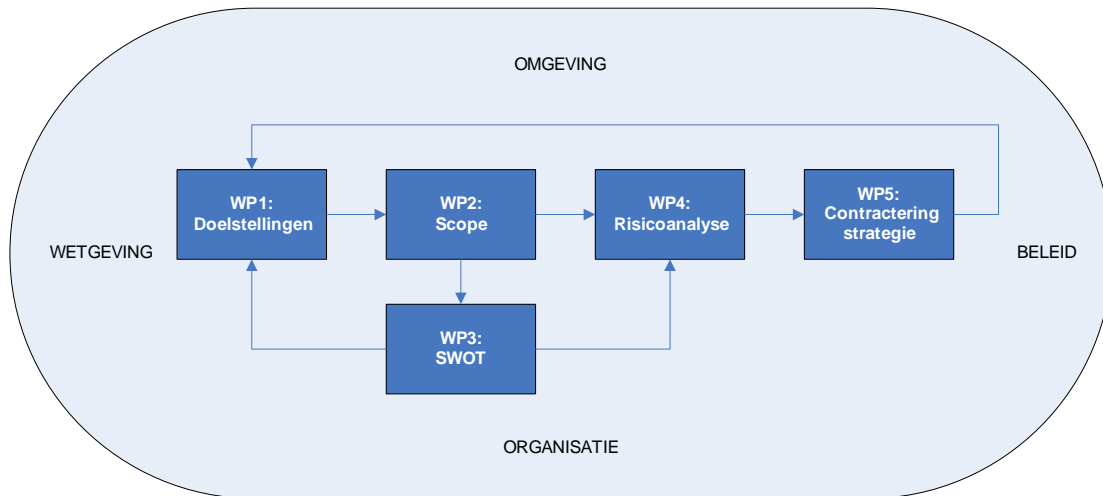 OMGEVING
WP1:
Doelstellingen
WP2:
Scope
WP4:
Risicoanalyse
WP5:
Contractering
strategie
WETGEVING
BELEID
WP3:
SWOT
ORGANISATIE